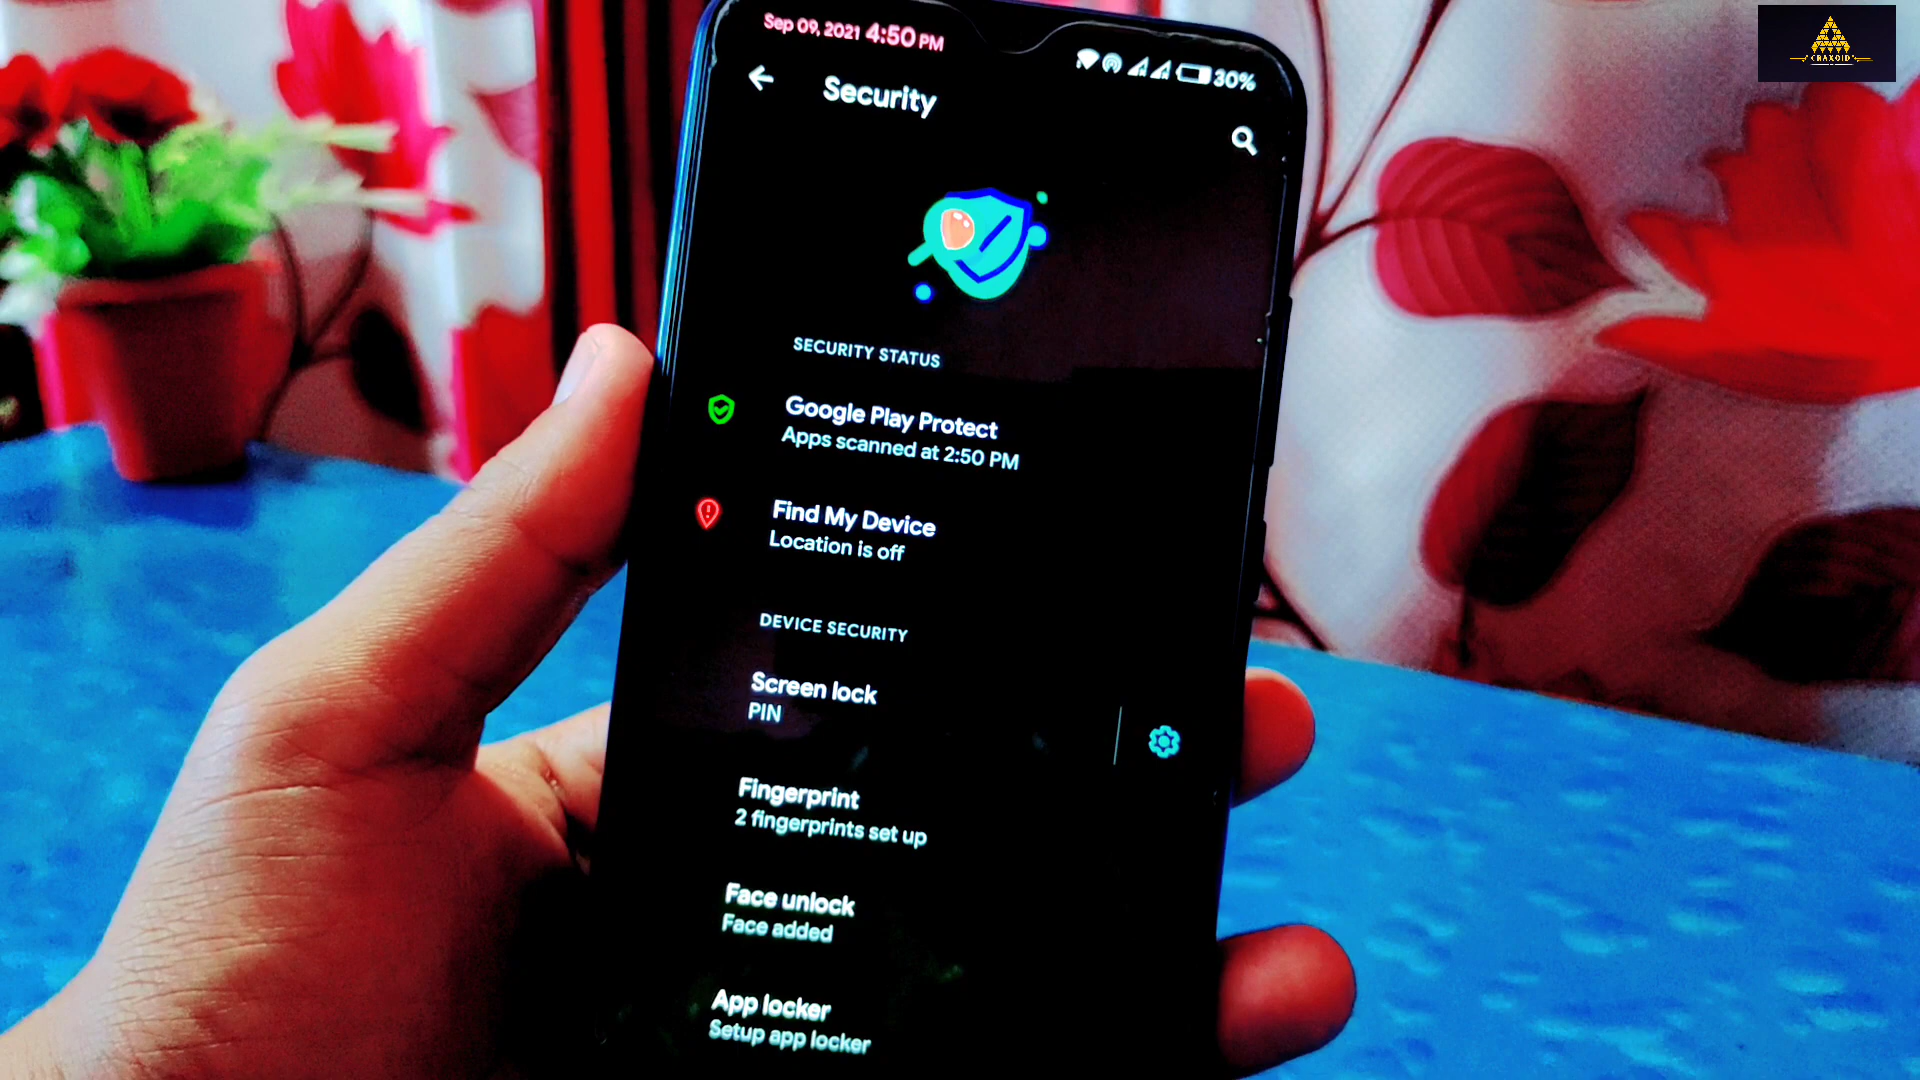 Sep 09, 2021 4:50 PM
30%
Security
SECURITY STATUS
Google Play Protect
Apps scanned at 2:50 PM
Find My Device
Location is off
DEVICE SECURITY
Screen lock
PIN
Fingerprint
2 fingerprints set up
Face unlock
Face added
App locker
Setup app locker
CRAXOID